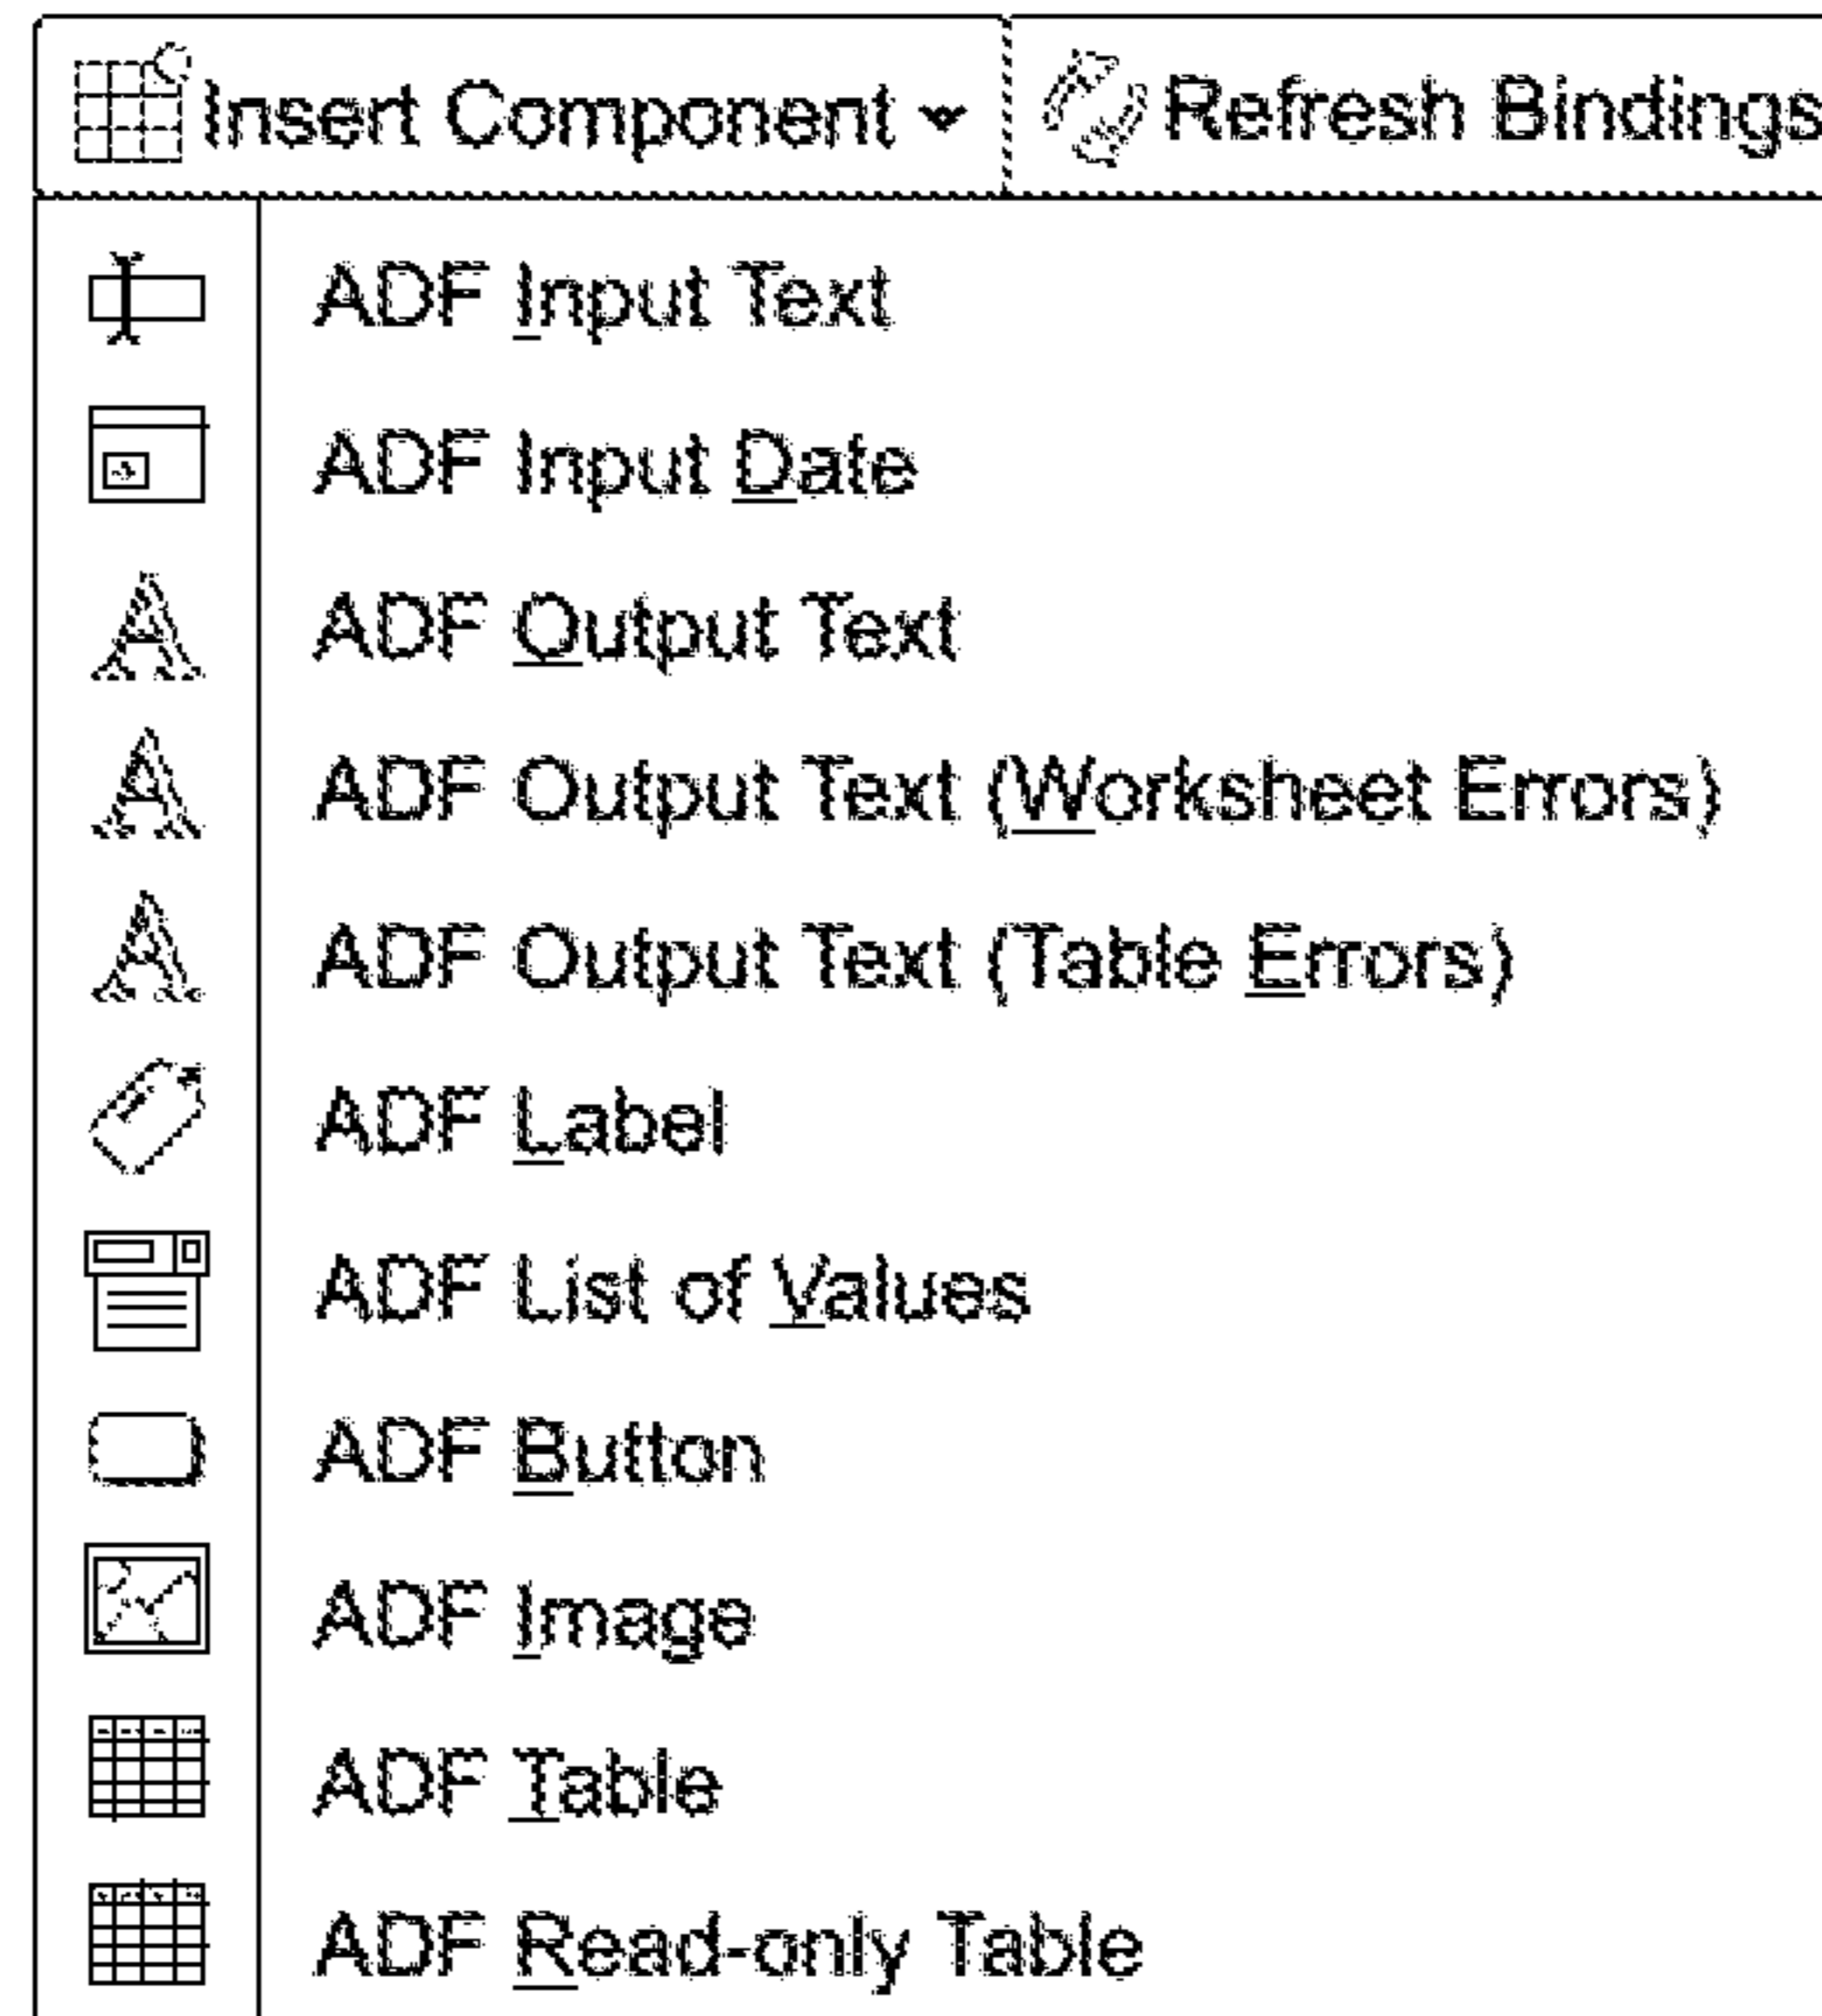 Insert Component Refresh Bindings
ADF Input Text
ADF Input Date
ADF Output Text
ADF Output Text (Worksheet Errors)
ADF Output Text (Table Errors)
ADF Label
ADF List of Values
ADF Button
ADF Image
ADF Table
ADF Read-only Table